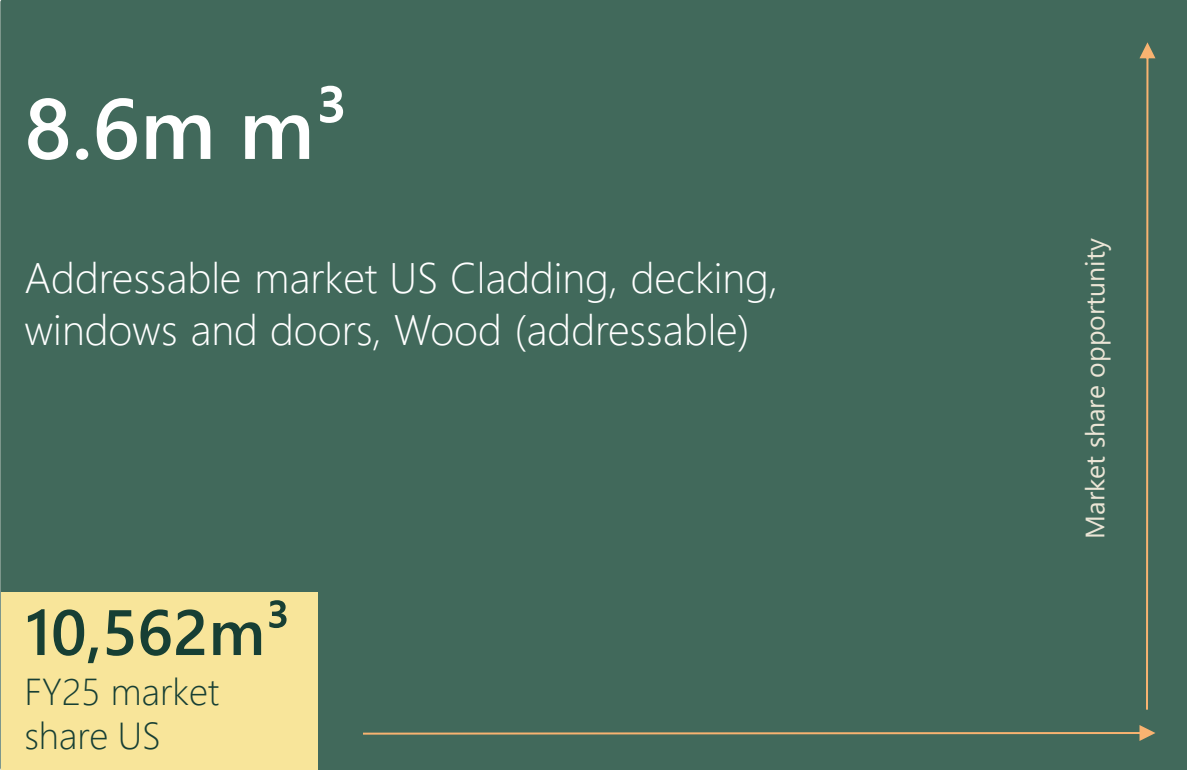 8.6m m³
Addressable market US Cladding, decking,
windows and doors, Wood (addressable)
Market share opportunity
10,562m³
FY25 market
share US